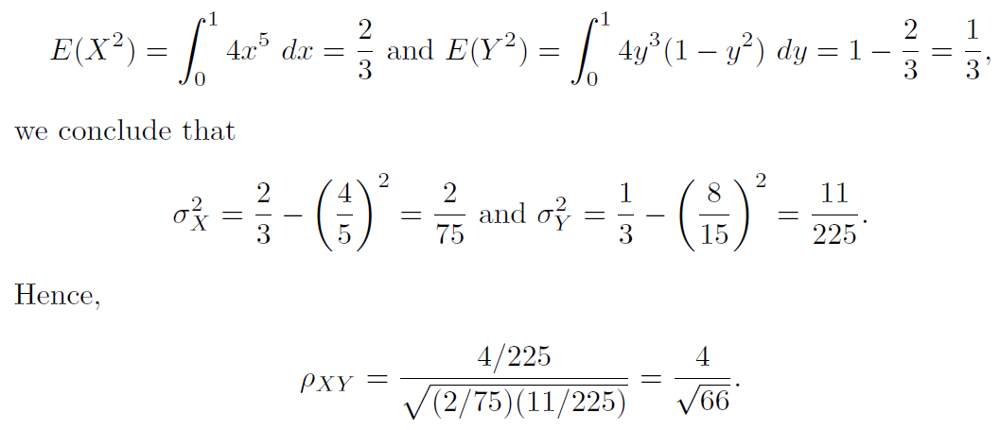 $E(X^2) = \int_0^1 4x^5 \, dx = \frac{2}{3}$ and $E(Y^2) = \int_0^1 4y^3(1 - y^2) \, dy = 1 - \frac{2}{3} = \frac{1}{3},$
we conclude that
$\sigma_X^2 = \frac{2}{3} - \left(\frac{4}{5}\right)^2 = \frac{2}{75}$ and $\sigma_Y^2 = \frac{1}{3} - \left(\frac{8}{15}\right)^2 = \frac{11}{225}.$
Hence,
$\rho_{XY} = \frac{4/225}{\sqrt{(2/75)(11/225)}} = \frac{4}{\sqrt{66}}.$